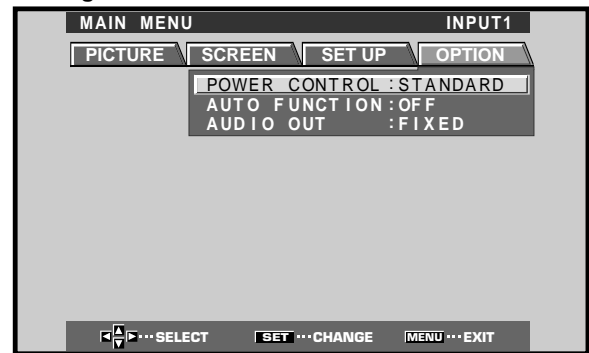 MAIN MENU INPUT1
PICTURE SCREEN SET UP OPTION
POWER CONTROL :STANDARD
AUTO FUNCTION :OFF
AUDIO OUT :FIXED
···SELECT SET ···CHANGE MENU ···EXIT